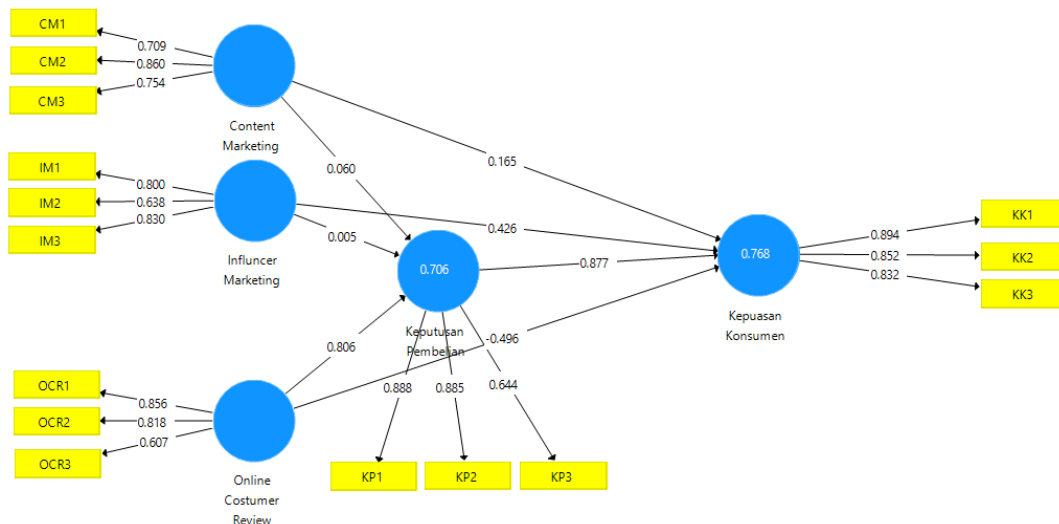 CM1
0.709
CM2
0.860
CM3
0.754
Content
Marketing
0.060
0.165
IM1
0.800
IM2
0.638
IM3
0.830
Influncer
Marketing
0.005
0.426
0.706
Keputusan
Pembelian
0.877
0.768
Kepuasan
Konsumen
0.894
KK1
0.852
KK2
0.832
KK3
0.806
-0.496
OCR1
0.856
OCR2
0.818
OCR3
0.607
Online
Costumer
Review
0.888
0.885
0.644
KP1
KP2
KP3